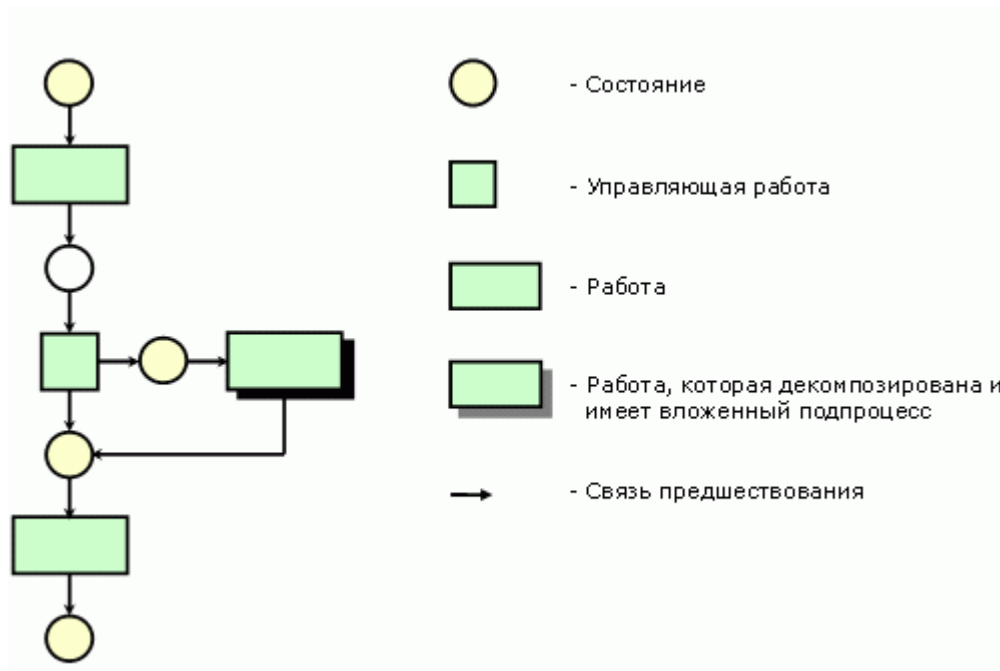 - Состояние
- Управляющая работа
- Работа
- Работа, которая декомпозирована и
имеет вложенный подпроцесс
- Связь предшествования